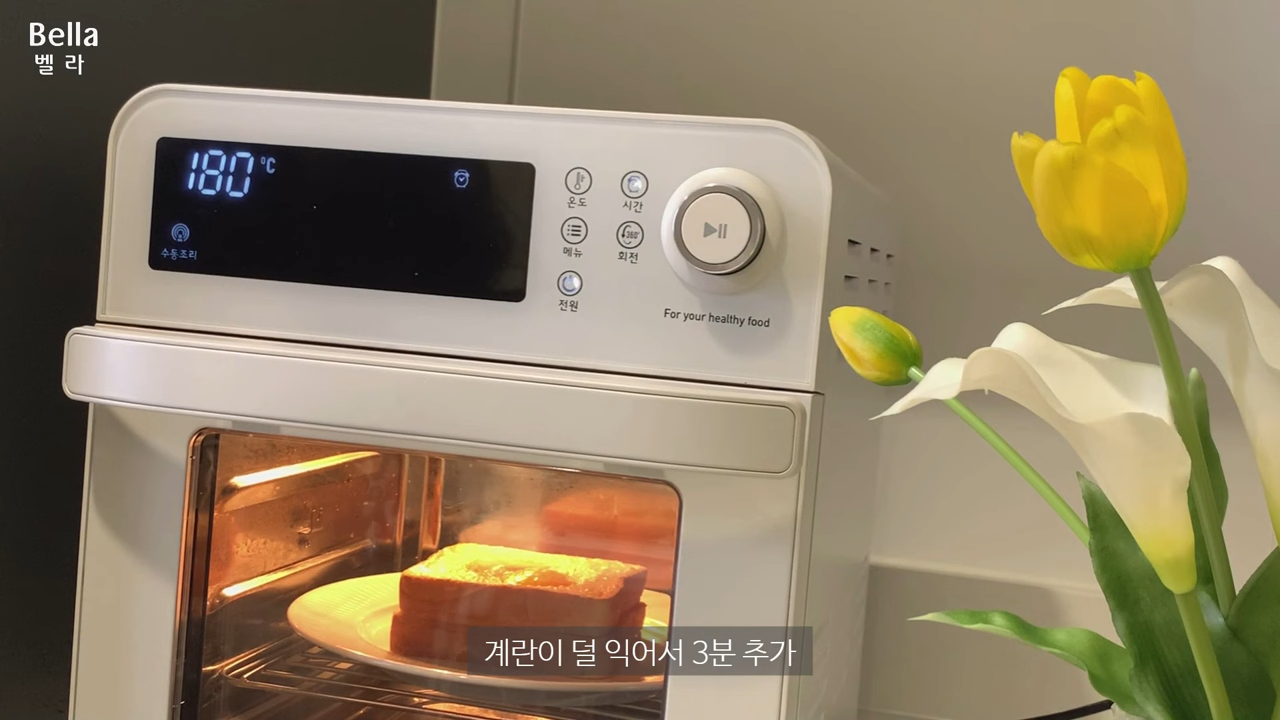 Bella
벨라
180 °C
수동조리
온도
시간
메뉴
360°
회전
전원
For your healthy food
계란이 덜 익어서 3분 추가